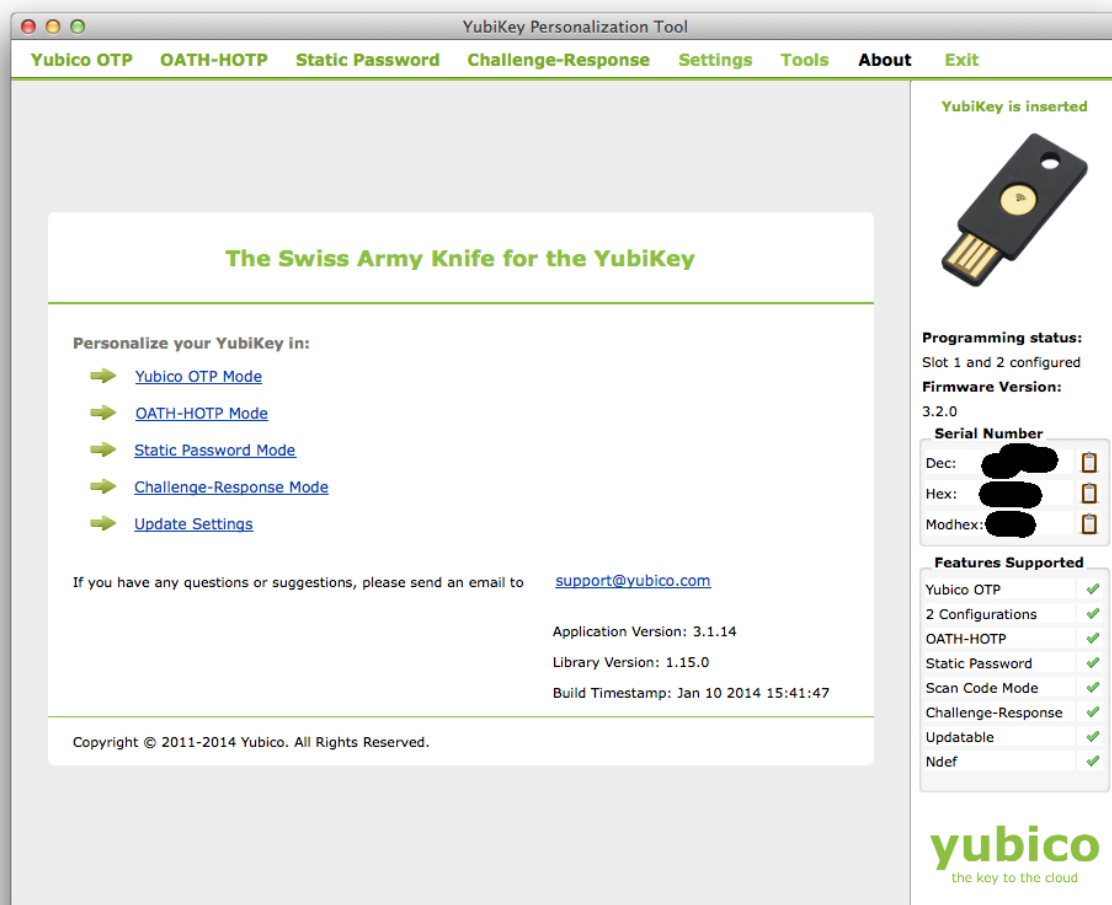 YubiKey Personalization Tool
Yubico OTP OATH-HOTP Static Password Challenge-Response Settings Tools About Exit
The Swiss Army Knife for the YubiKey
Personalize your YubiKey in:
Yubico OTP Mode
OATH-HOTP Mode
Static Password Mode
Challenge-Response Mode
Update Settings
If you have any questions or suggestions, please send an email to support@yubico.com
Application Version: 3.1.14
Library Version: 1.15.0
Build Timestamp: Jan 10 2014 15:41:47
Copyright © 2011-2014 Yubico. All Rights Reserved.
YubiKey is inserted
Programming status:
Slot 1 and 2 configured
Firmware Version:
3.2.0
Serial Number
Dec:
Hex:
Modhex:
Features Supported
Yubico OTP
2 Configurations
OATH-HOTP
Static Password
Scan Code Mode
Challenge-Response
Updatable
Ndef
yubico
the key to the cloud